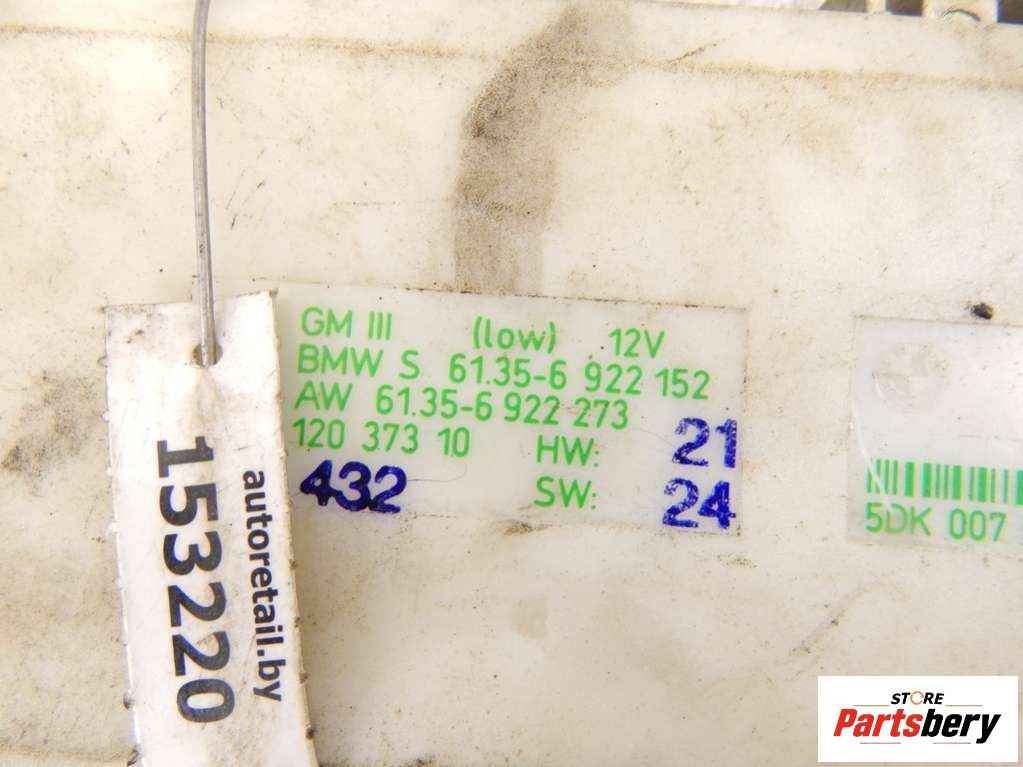 GM III (low) 12V
BMW S 61.35-6 922 152
AW 61.35-6 922 273
120 373 10 HW: 21
432 SW: 24
5DK 007
autoretail.by
153220
STORE
Partsbery